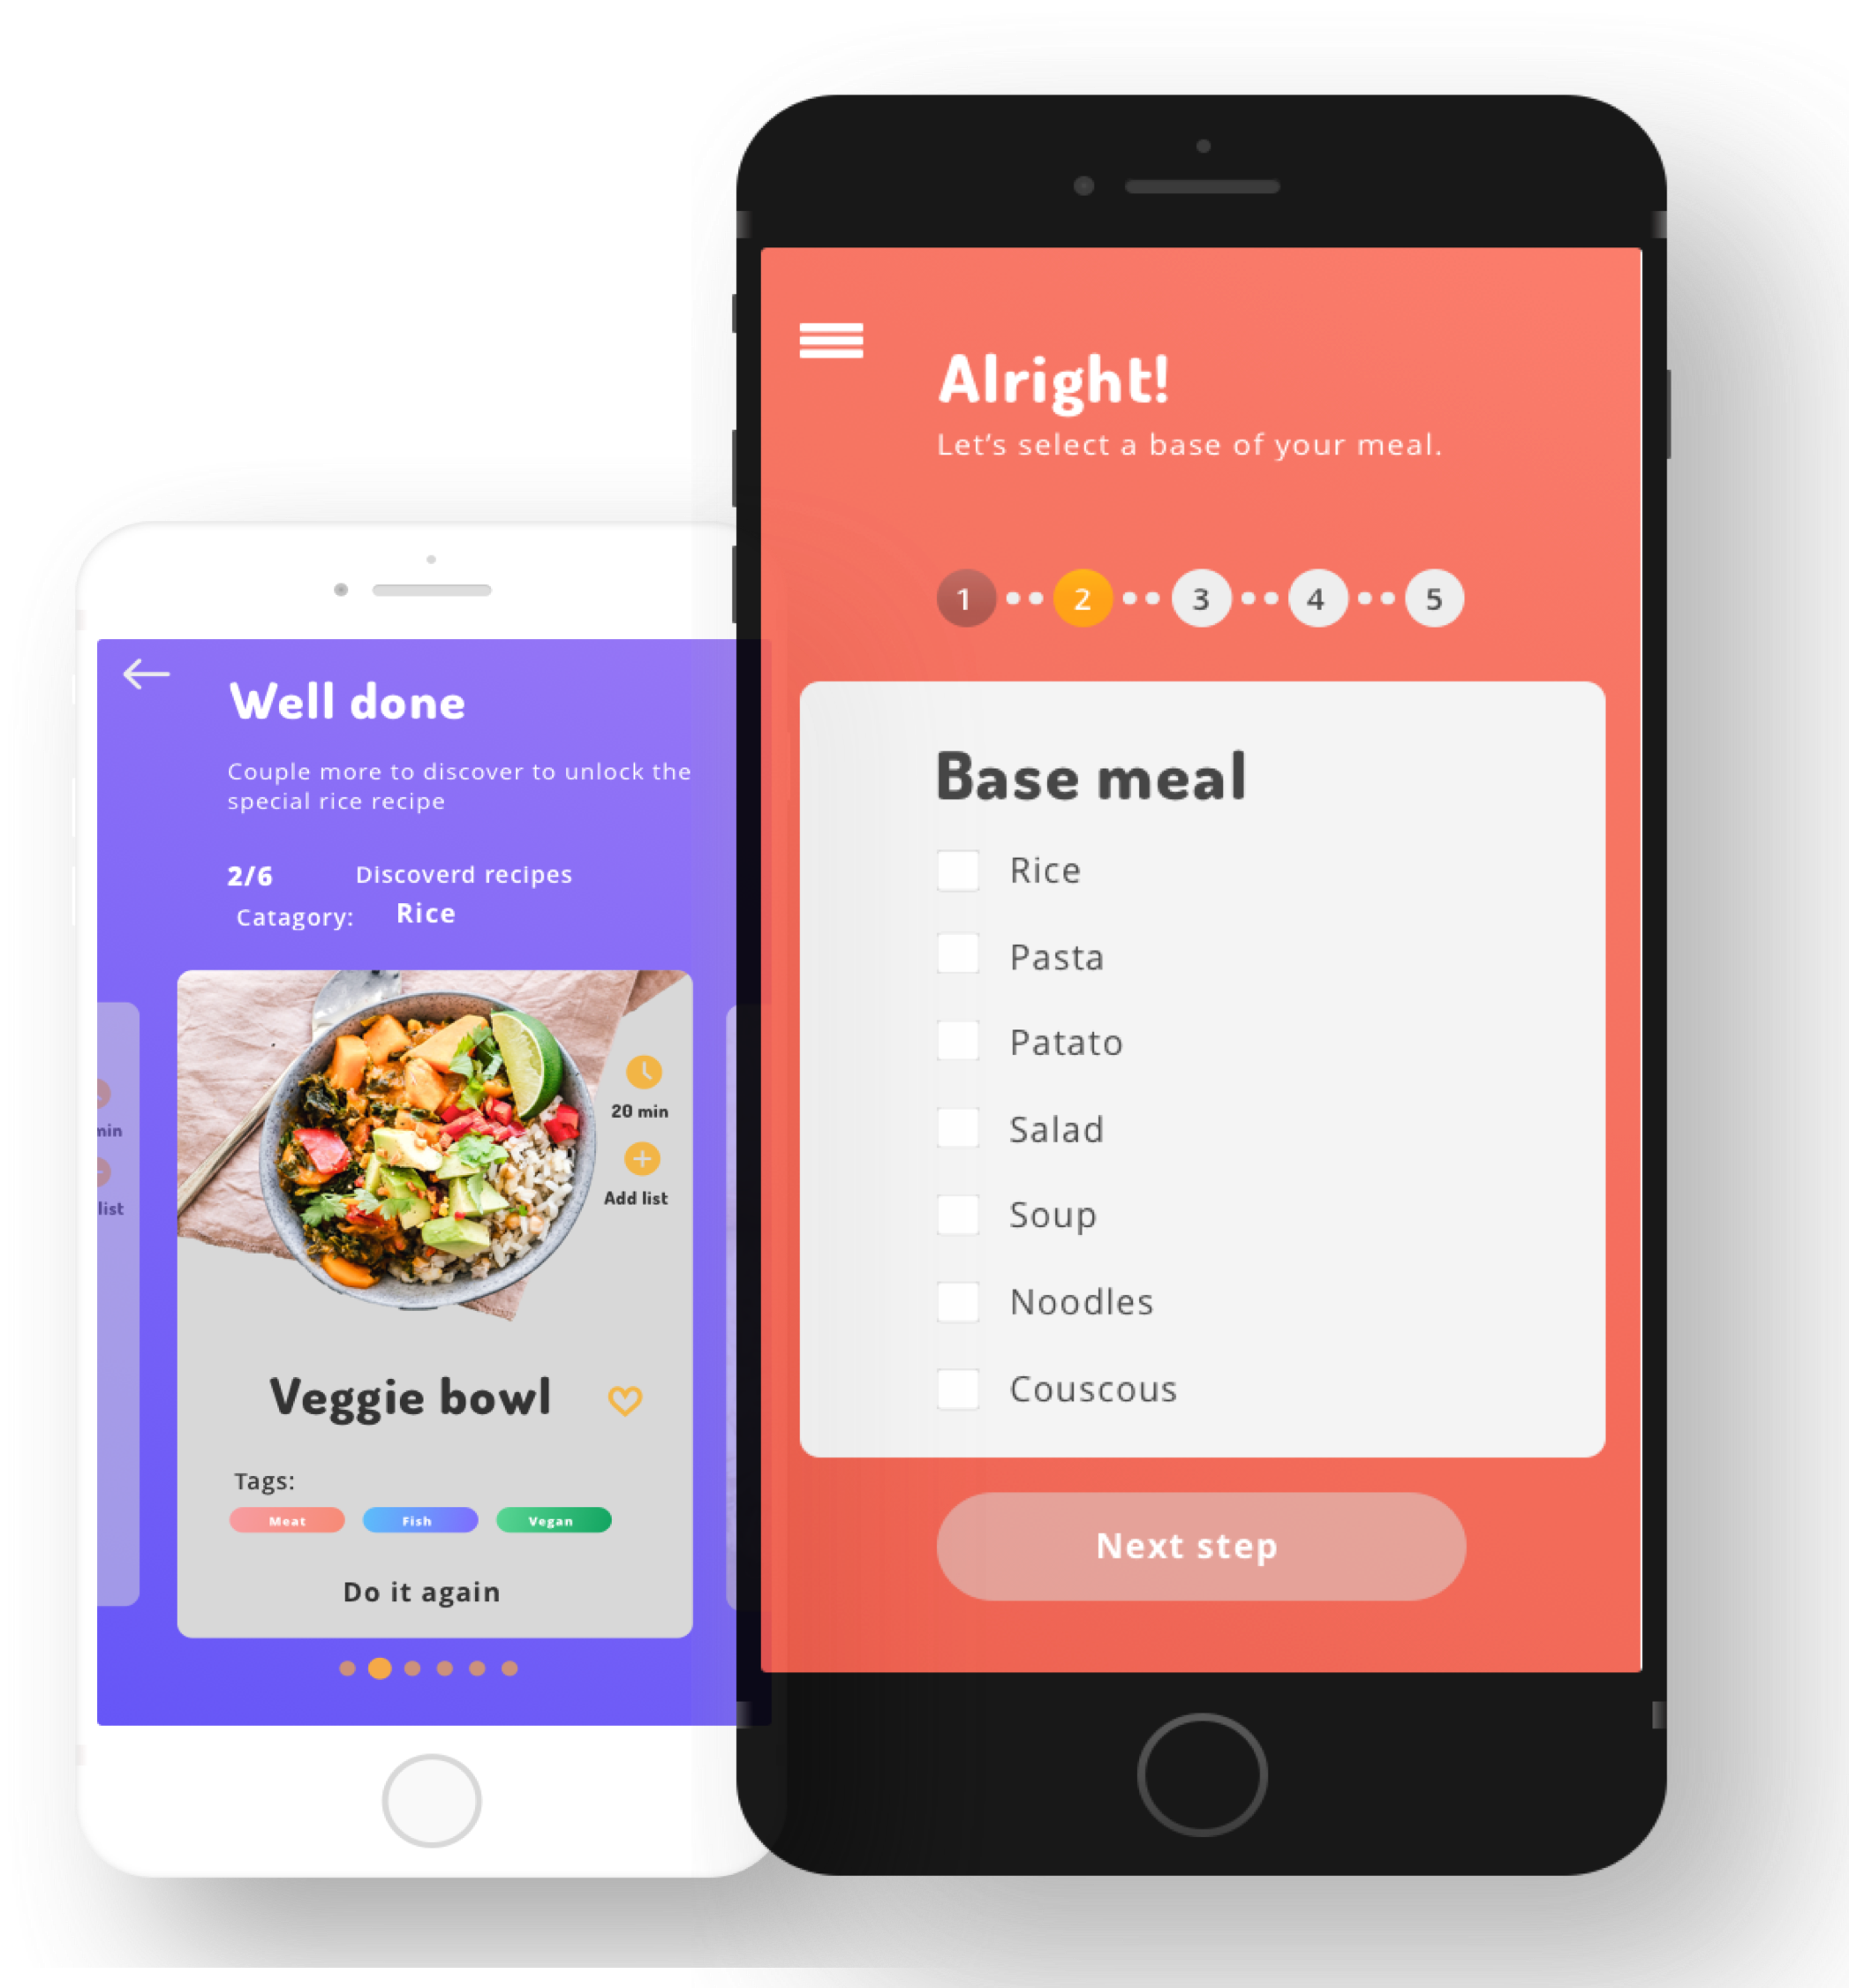 Well done
Couple more to discover to unlock the
special rice recipe
2/6 Discoverd recipes
Catagory: Rice
min
list
20 min
Add list
Veggie bowl
Tags:
Meat Fish Vegan
Do it again
Alright!
Let’s select a base of your meal.
1 2 3 4 5
Base meal
Rice
Pasta
Patato
Salad
Soup
Noodles
Couscous
Next step